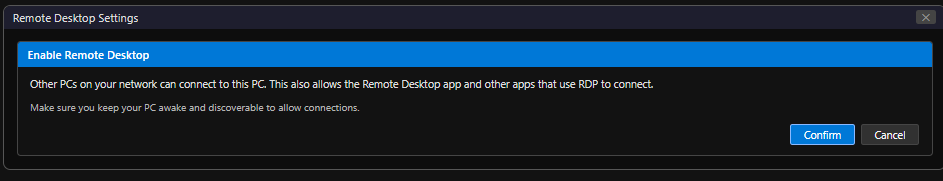 Remote Desktop Settings
Enable Remote Desktop
Other PCs on your network can connect to this PC. This also allows the Remote Desktop app and other apps that use RDP to connect.
Make sure you keep your PC awake and discoverable to allow connections.
Confirm Cancel